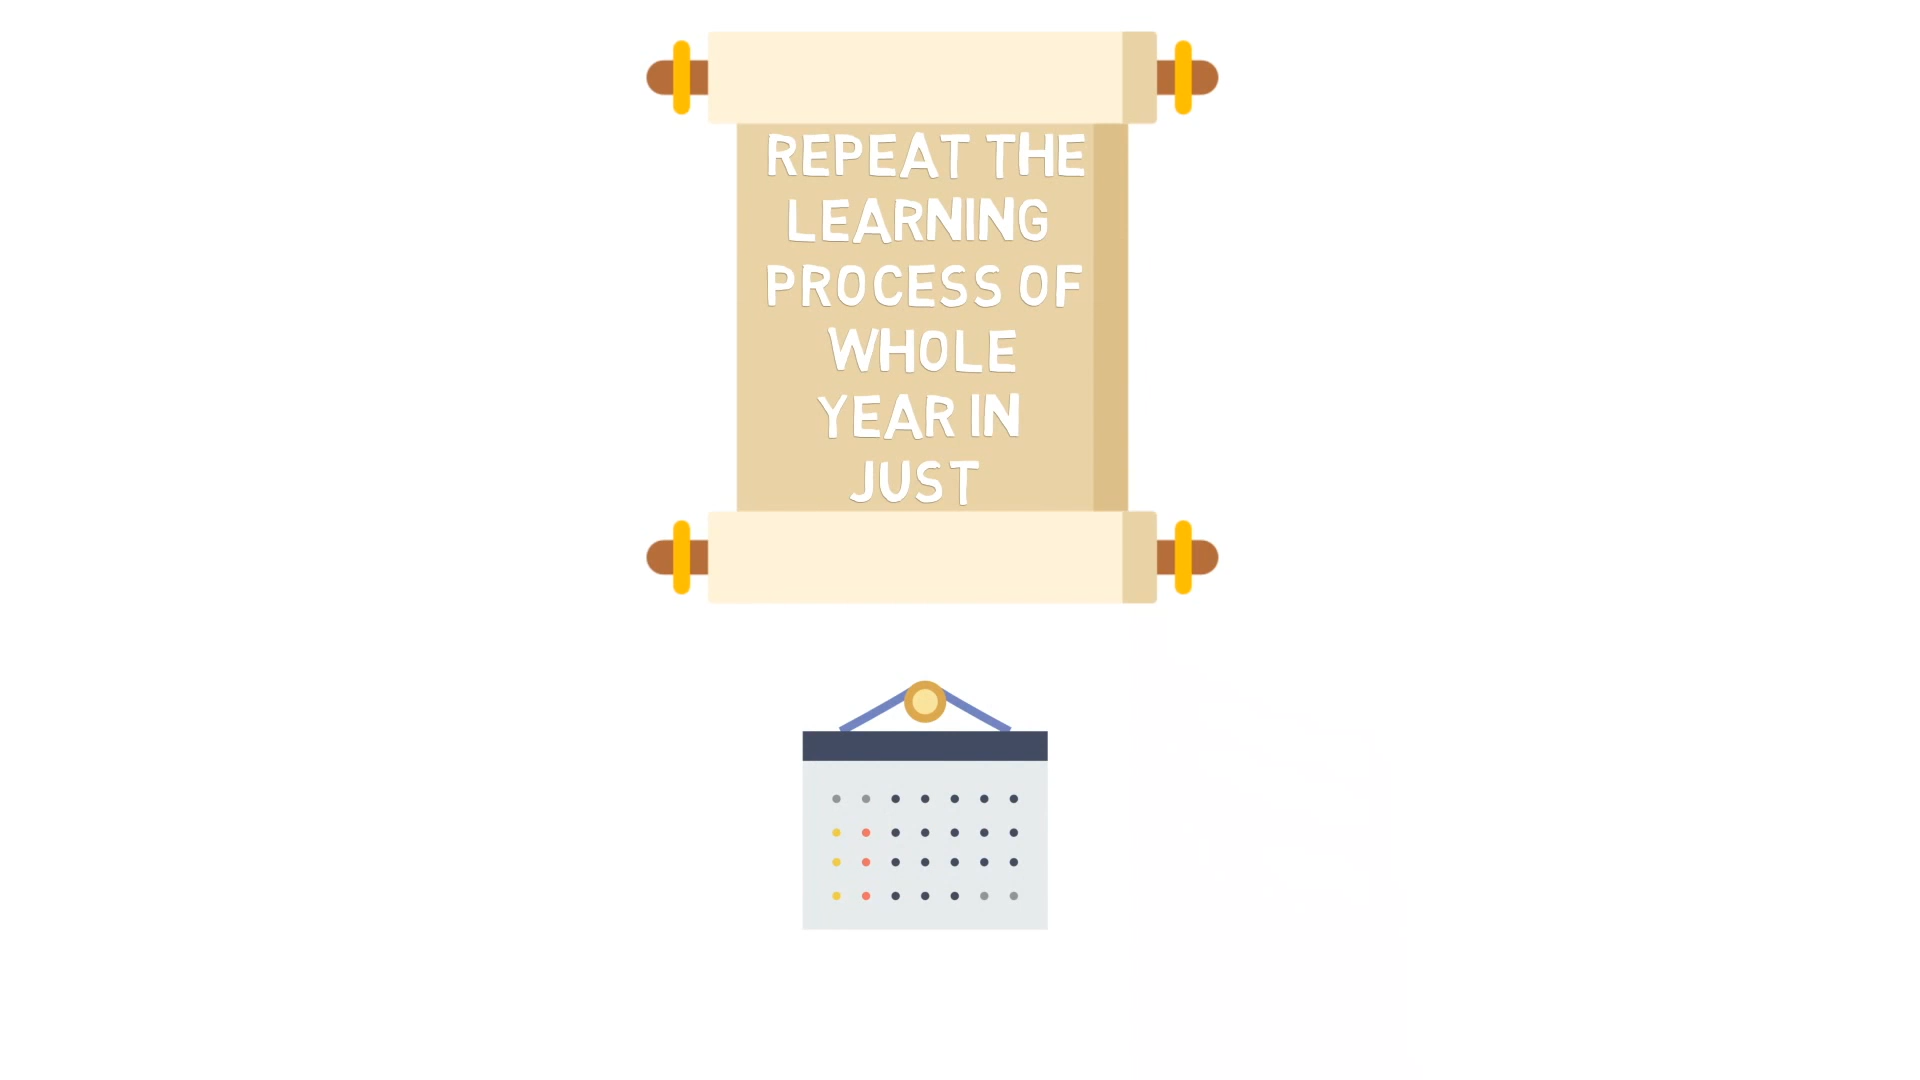 REPEAT THE
LEARNING
PROCESS OF
WHOLE
YEAR IN
JUST